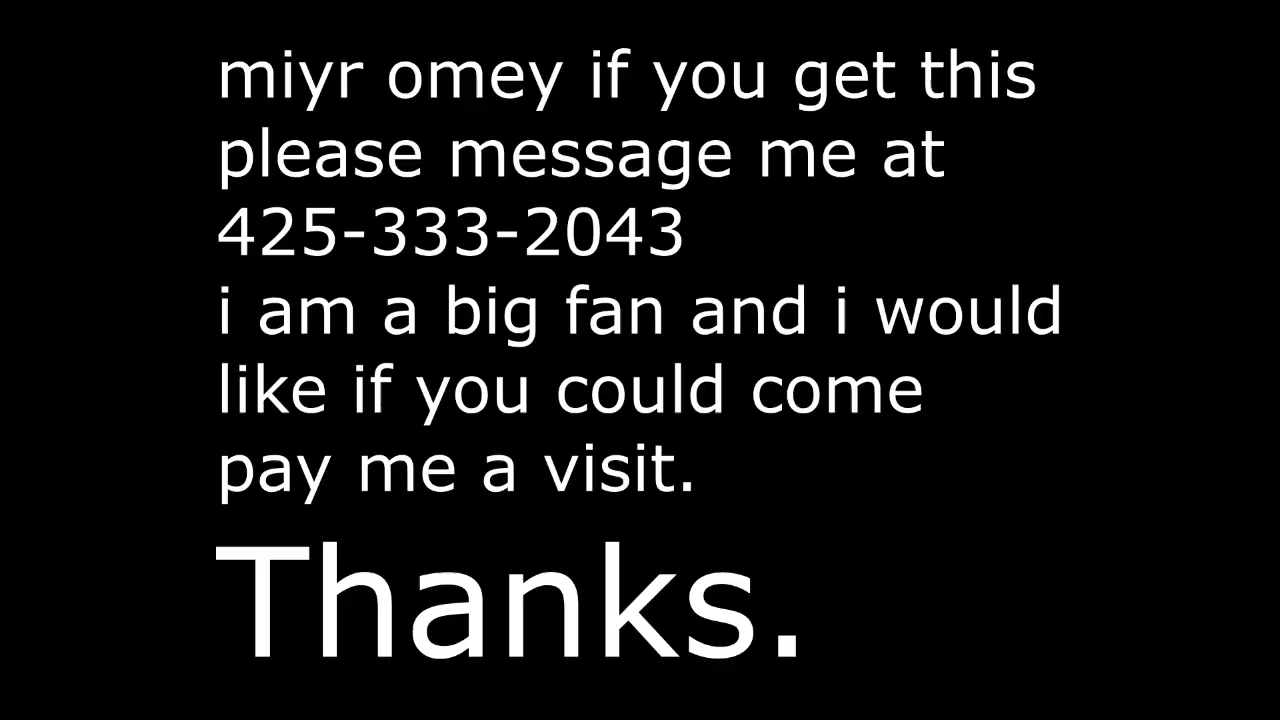 miyr omey if you get this
please message me at
425-333-2043
i am a big fan and i would
like if you could come
pay me a visit.
Thanks.